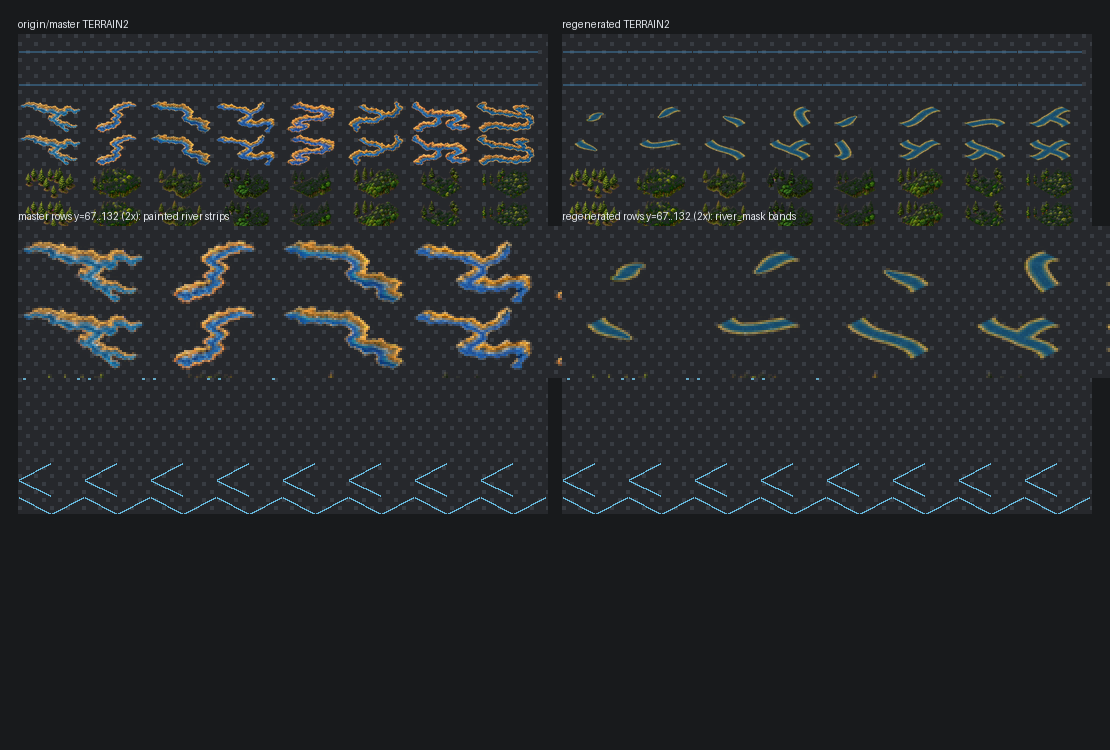 origin/master TERRAIN2
regenerated TERRAIN2
master rows y=67..132 (2x): painted river strips
regenerated rows y=67..132 (2x): river_mask bands